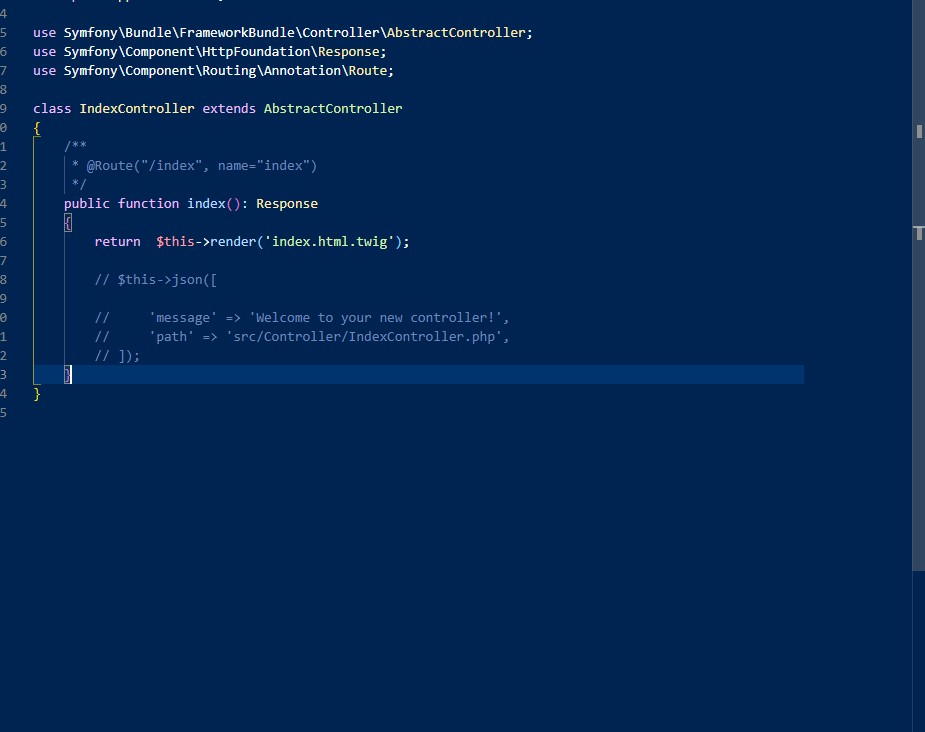 4
5 use Symfony\Bundle\FrameworkBundle\Controller\AbstractController;
6 use Symfony\Component\HttpFoundation\Response;
7 use Symfony\Component\Routing\Annotation\Route;
8
9 class IndexController extends AbstractController
0 {
1     /**
2      * @Route("/index", name="index")
3      */
4     public function index(): Response
5     {
6         return  $this->render('index.html.twig');
7
8         // $this->json([
9
0         //     'message' => 'Welcome to your new controller!',
1         //     'path' => 'src/Controller/IndexController.php',
2         // ]);
3     }
4 }
5